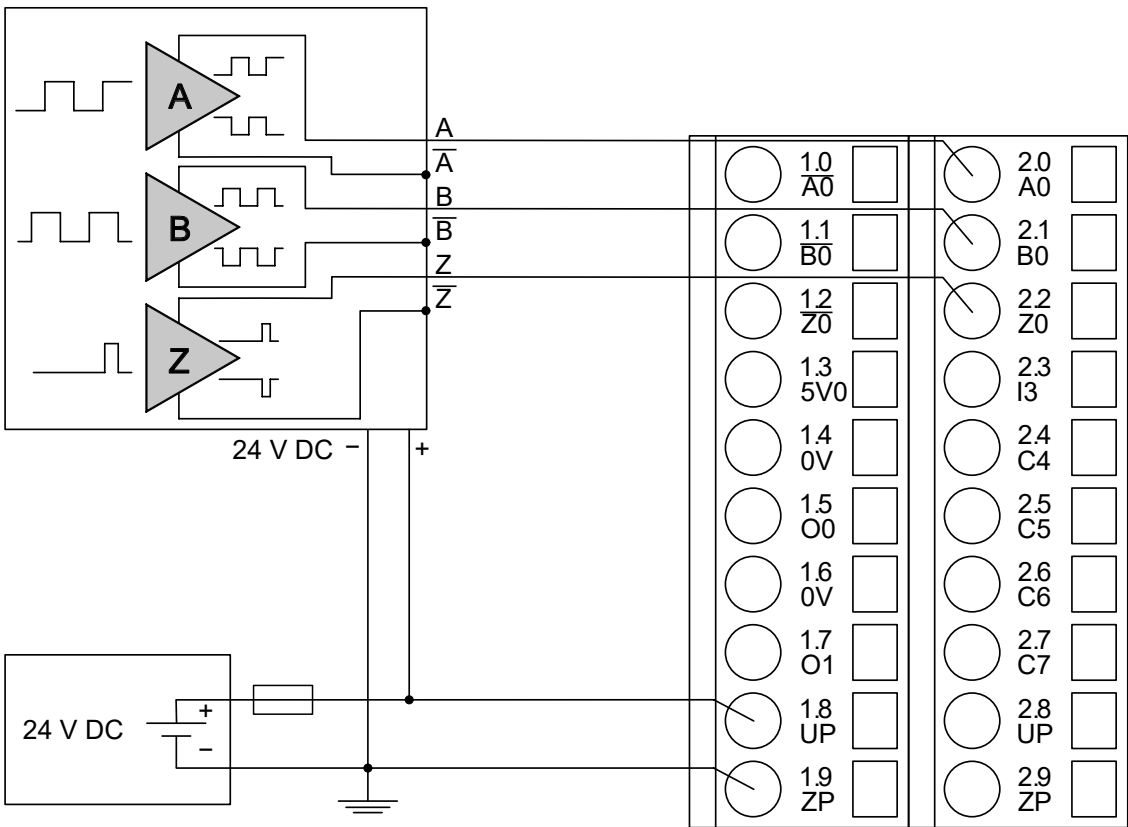 A
B
Z
A
A̅
B
B̅
Z
Z̅
24 V DC − +
24 V DC
+
−
1.0
A̅0̅
1.1
B̅0̅
1.2
Z̅0̅
1.3
5V0
1.4
0V
1.5
O0
1.6
0V
1.7
O1
1.8
UP
1.9
ZP
2.0
A0
2.1
B0
2.2
Z0
2.3
I3
2.4
C4
2.5
C5
2.6
C6
2.7
C7
2.8
UP
2.9
ZP